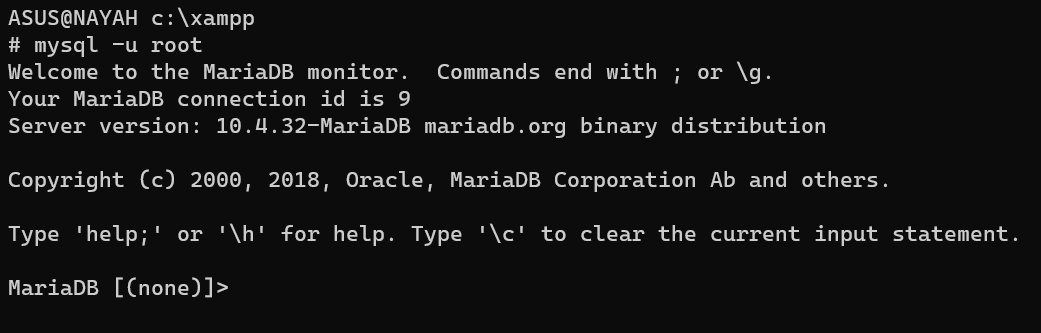 ASUS@NAYAH c:\xampp
# mysql -u root
Welcome to the MariaDB monitor.  Commands end with ; or \g.
Your MariaDB connection id is 9
Server version: 10.4.32-MariaDB mariadb.org binary distribution
Copyright (c) 2000, 2018, Oracle, MariaDB Corporation Ab and others.
Type 'help;' or '\h' for help. Type '\c' to clear the current input statement.
MariaDB [(none)]>